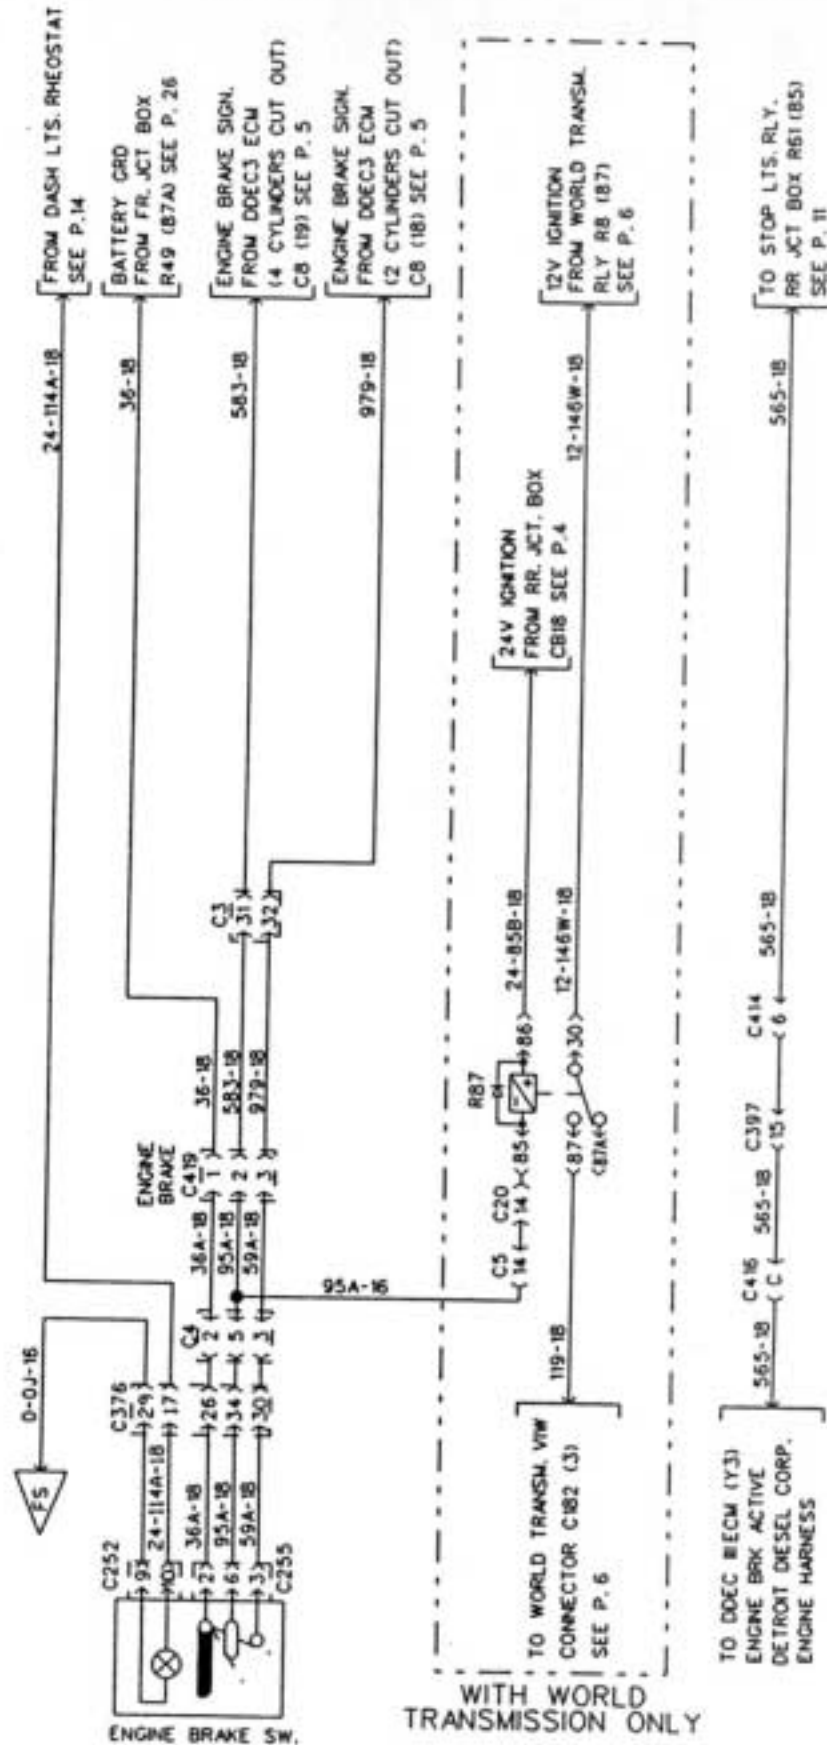 FROM DASH LTS. RHEOSTAT
SEE P.14
BATTERY GRD
FROM FR. JCT BOX
R49 (87A) SEE P. 26
ENGINE BRAKE SIGN.
FROM DDEC3 ECM
(4 CYLINDERS CUT OUT)
C8 (19) SEE P. 5
ENGINE BRAKE SIGN.
FROM DDEC3 ECM
(2 CYLINDERS CUT OUT)
C8 (18) SEE P. 5
12V IGNITION
FROM WORLD TRANSM.
RLY R8 (87)
SEE P. 6
TO STOP LTS. RLY.
RR JCT BOX R61 (85)
SEE P. 11
24-114A-18
36-18
583-18
979-18
12-146W-18
565-18
24V IGNITION
FROM RR. JCT. BOX
CB18 SEE P.4
C3
31
32
24-85B-18
12-146W-18
565-18
ENGINE
BRAKE
C419
1
2
3
36-18
583-18
979-18
R87
86
85
30
87
87A
C414
6
C397
15
565-18
C416
C
565-18
C5
14
C20
14
36A-18
95A-18
59A-18
95A-16
C4
2
5
3
119-18
0-0J-16
FS
C376
29
17
26
34
30
24-114A-18
36A-18
95A-18
59A-18
C252
9
10
2
6
3
C255
ENGINE BRAKE SW.
TO WORLD TRANSM. VIW
CONNECTOR C182 (3)
SEE P. 6
WITH WORLD
TRANSMISSION ONLY
TO DDEC III ECM (Y3)
ENGINE BRK ACTIVE
DETROIT DIESEL CORP.
ENGINE HARNESS